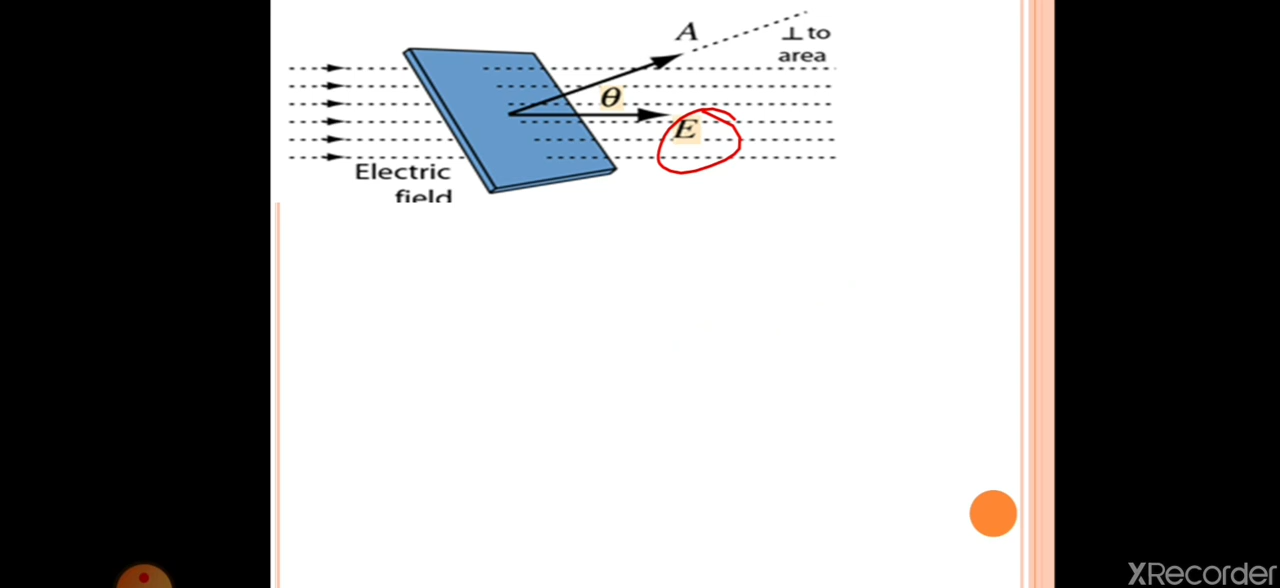 A
⊥ to
area
θ
E
Electric
field
XRecorder